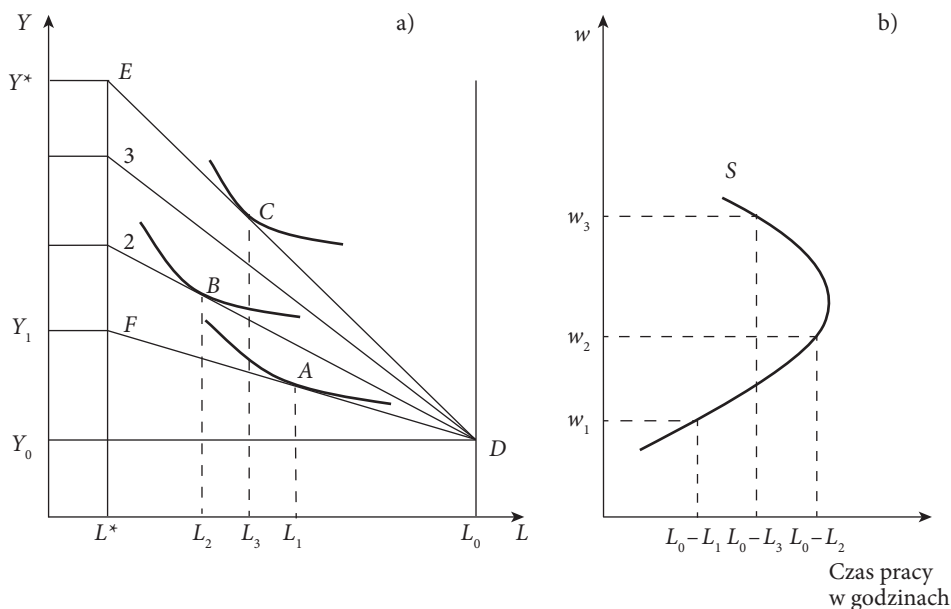 Y
a)
Y*
E
3
C
2
B
Y₁
F
A
Y₀
D
L*
L₂
L₃
L₁
L₀
L
w
b)
S
w₃
w₂
w₁
L₀–L₁ L₀–L₃ L₀–L₂
Czas pracy
w godzinach